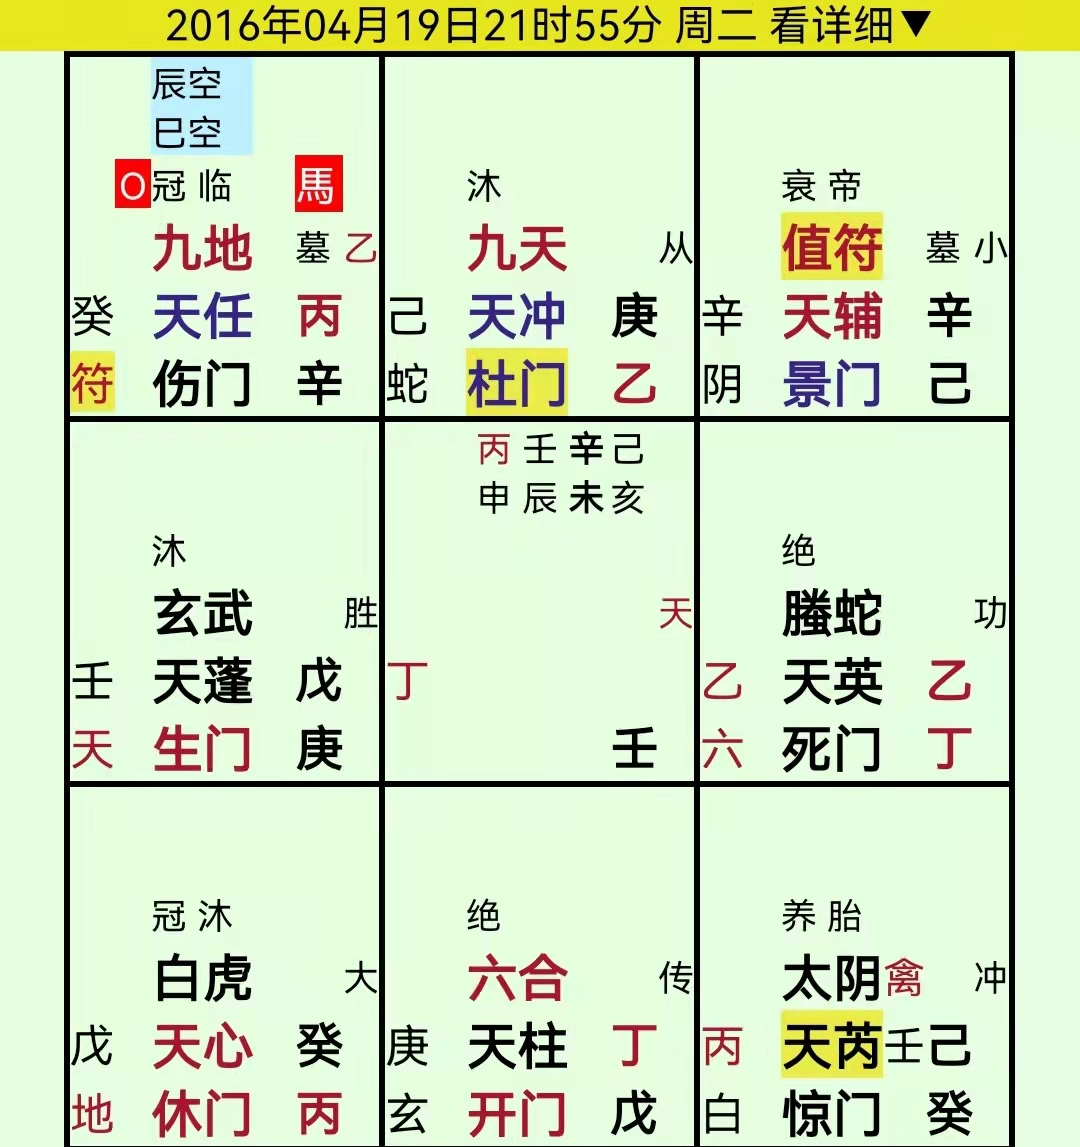 2016年04月19日21时55分 周二 看详细▼
辰空
巳空
O冠 临 馬
九地 墓 乙
癸 天任 丙
符 伤门 辛
沐
九天 从
己 天冲 庚
蛇 杜门 乙
衰 帝
值符 墓 小
辛 天辅 辛
阴 景门 己
沐
玄武 胜
壬 天蓬 戊
天 生门 庚
丙 壬 辛 己
申 辰 未 亥
天
丁
壬
绝
螣蛇 功
乙 天英 乙
六 死门 丁
冠 沐
白虎 大
戊 天心 癸
地 休门 丙
绝
六合 传
庚 天柱 丁
玄 开门 戊
养 胎
太阴禽 冲
丙 天芮壬己
白 惊门 癸